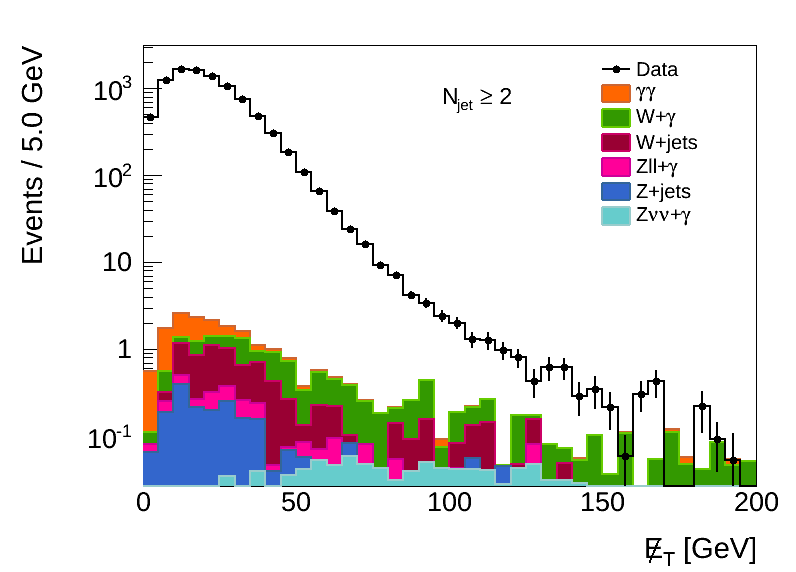 Events / 5.0 GeV
10³
10²
10
1
10⁻¹
N_jet ≥ 2
Data
γγ
W+γ
W+jets
Zll+γ
Z+jets
Zνν+γ
0 50 100 150 200
E̸_T [GeV]